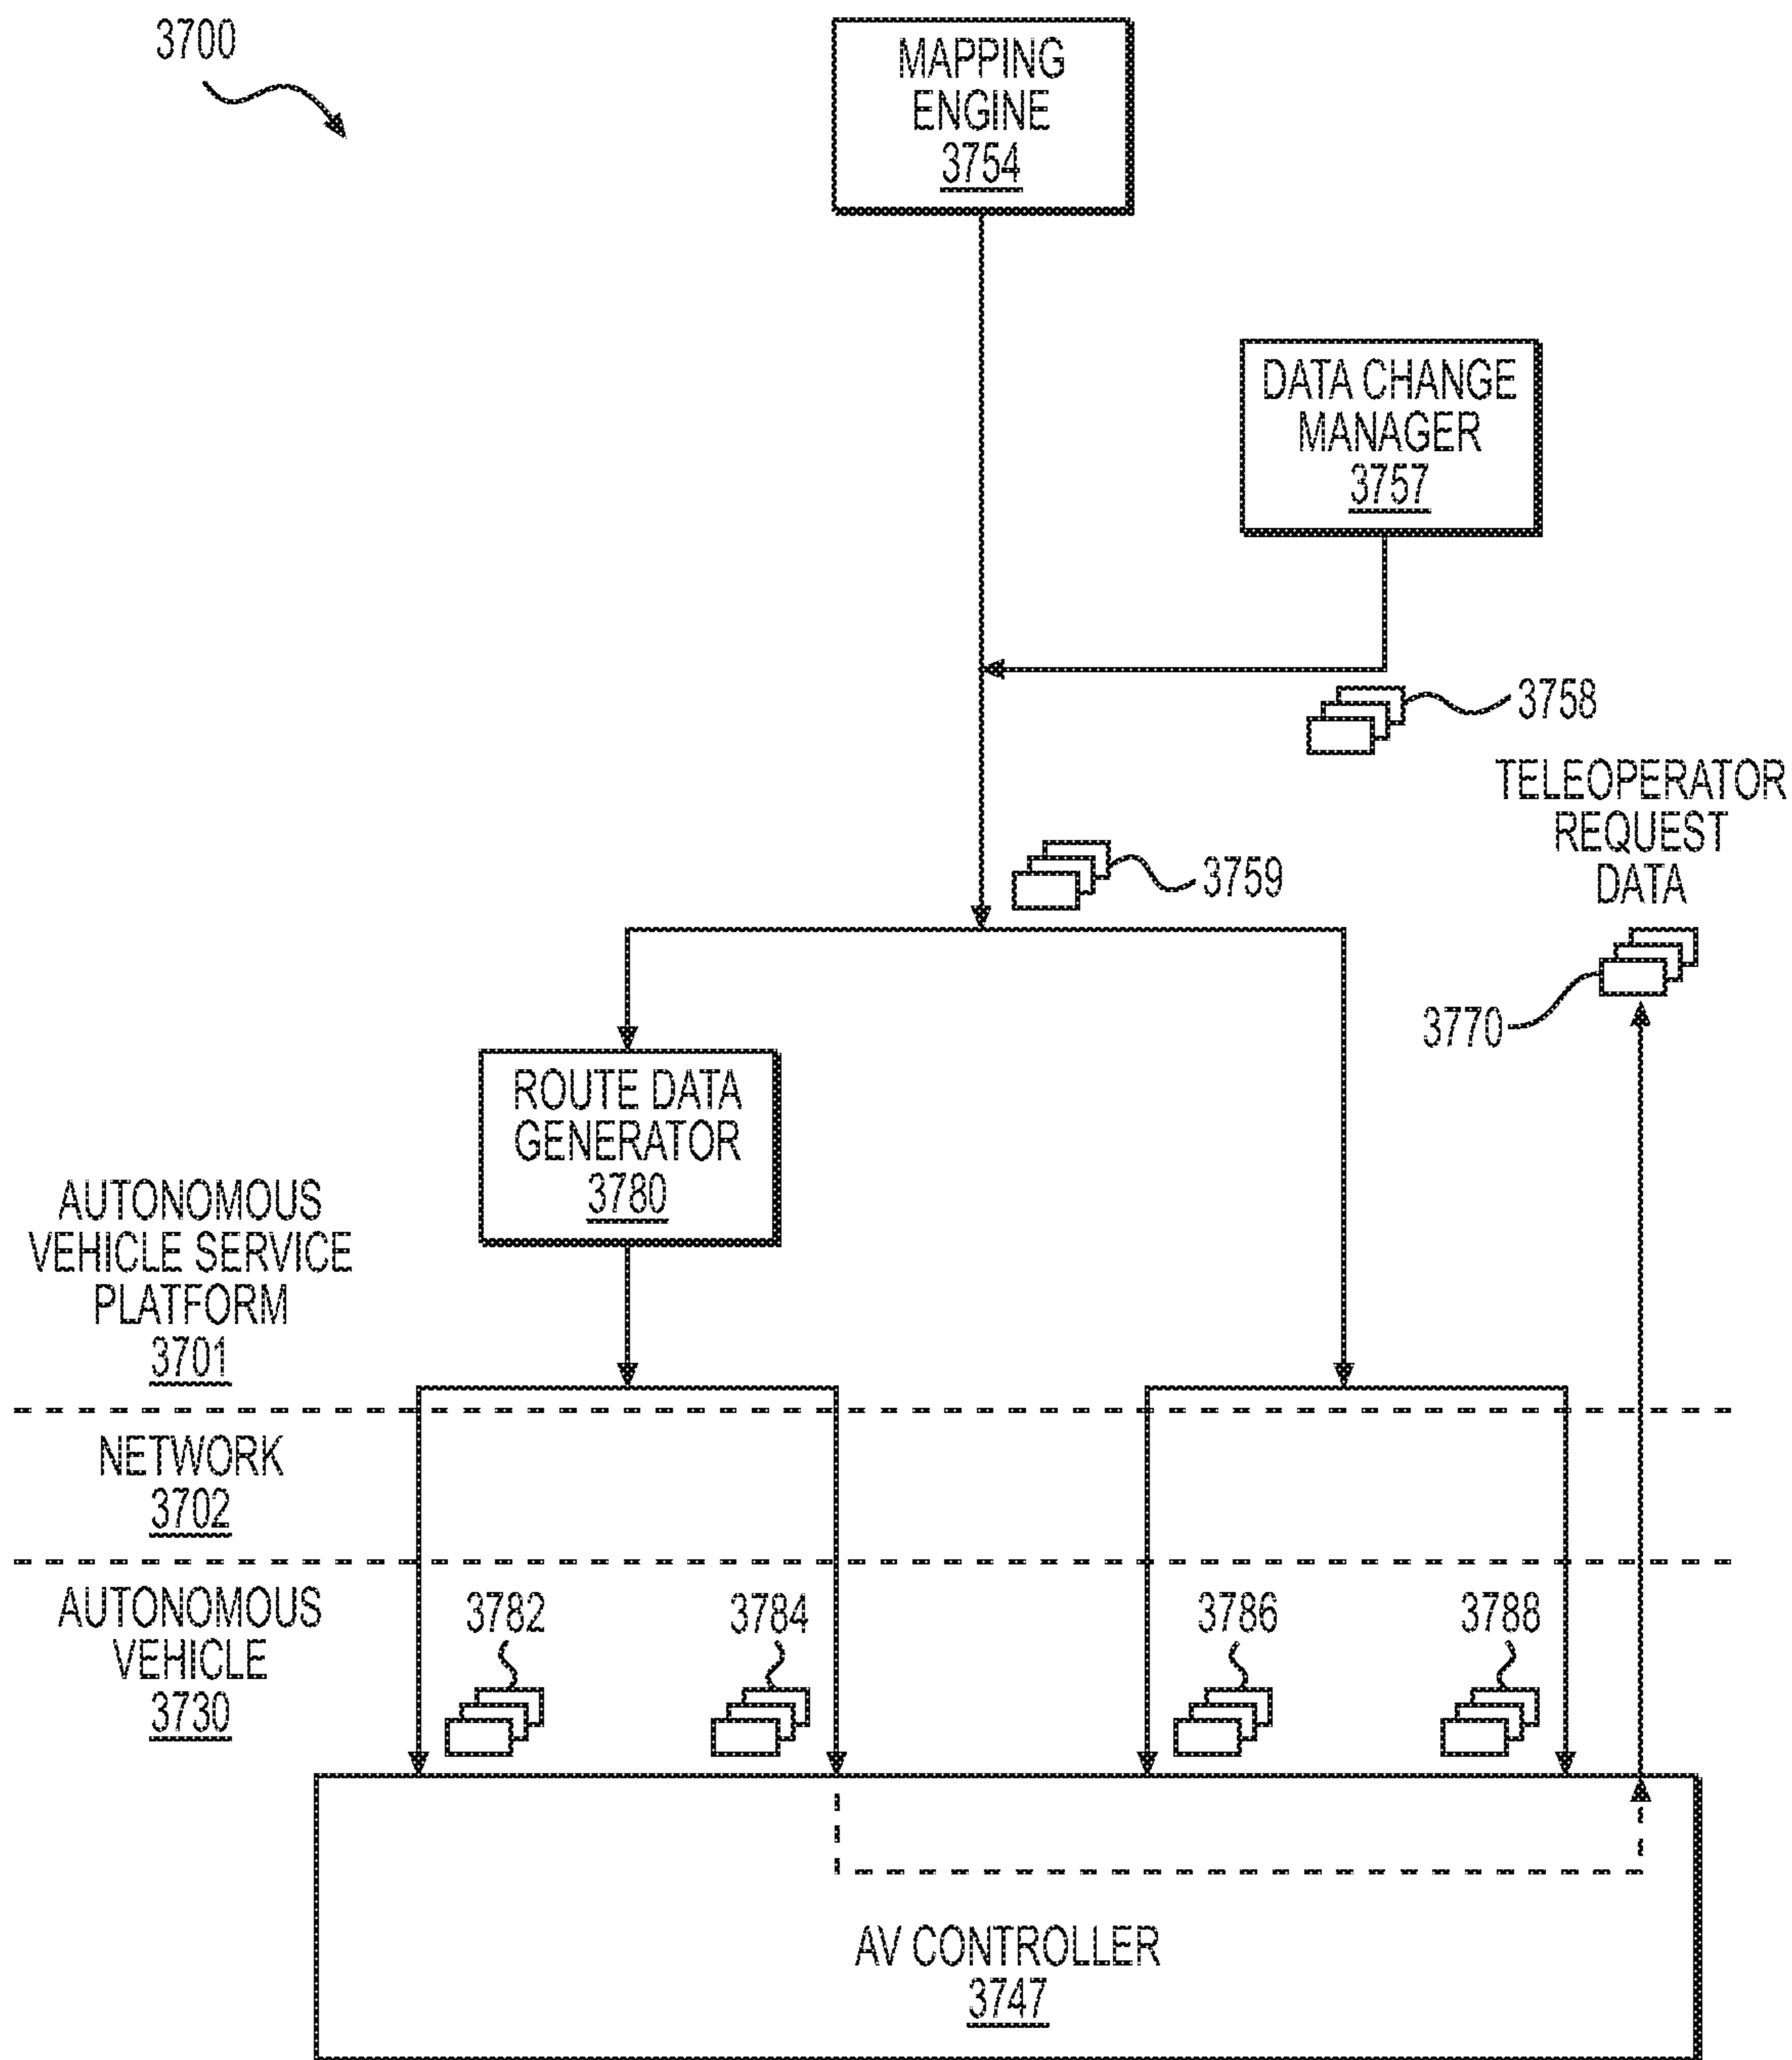 3700
MAPPING
ENGINE
3754
DATA CHANGE
MANAGER
3757
3758
TELEOPERATOR
REQUEST
DATA
3759
3770
ROUTE DATA
GENERATOR
3780
AUTONOMOUS
VEHICLE SERVICE
PLATFORM
3701
NETWORK
3702
AUTONOMOUS
VEHICLE
3730
3782
3784
3786
3788
AV CONTROLLER
3747